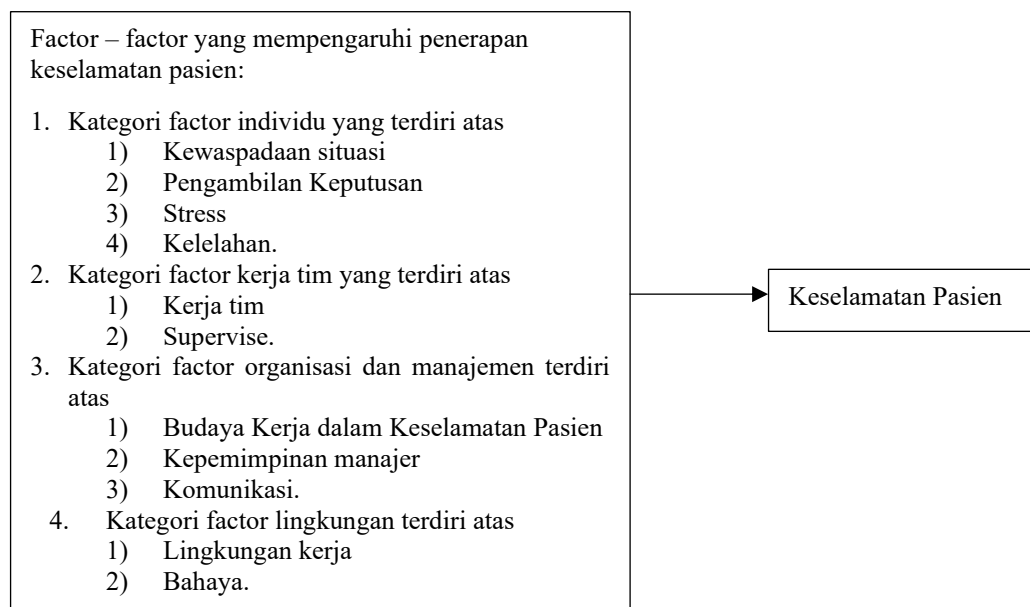 Factor – factor yang mempengaruhi penerapan
keselamatan pasien:
1. Kategori factor individu yang terdiri atas
1) Kewaspadaan situasi
2) Pengambilan Keputusan
3) Stress
4) Kelelahan.
2. Kategori factor kerja tim yang terdiri atas
1) Kerja tim
2) Supervise.
3. Kategori factor organisasi dan manajemen terdiri
atas
1) Budaya Kerja dalam Keselamatan Pasien
2) Kepemimpinan manajer
3) Komunikasi.
4. Kategori factor lingkungan terdiri atas
1) Lingkungan kerja
2) Bahaya.
Keselamatan Pasien